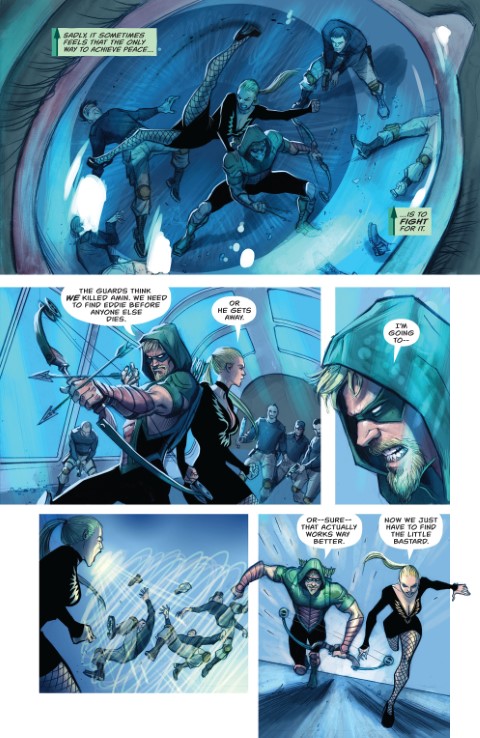 SADLY, IT SOMETIMES
FEELS THAT THE ONLY
WAY TO ACHIEVE PEACE...
...IS TO
FIGHT
FOR IT.
THE GUARDS THINK
WE KILLED AMIN. WE NEED
TO FIND EDDIE BEFORE
ANYONE ELSE
DIES.
OR
HE GETS
AWAY.
I'M
GOING
TO--
OR--SURE--
THAT ACTUALLY
WORKS WAY
BETTER.
NOW WE JUST
HAVE TO FIND
THE LITTLE
BASTARD.